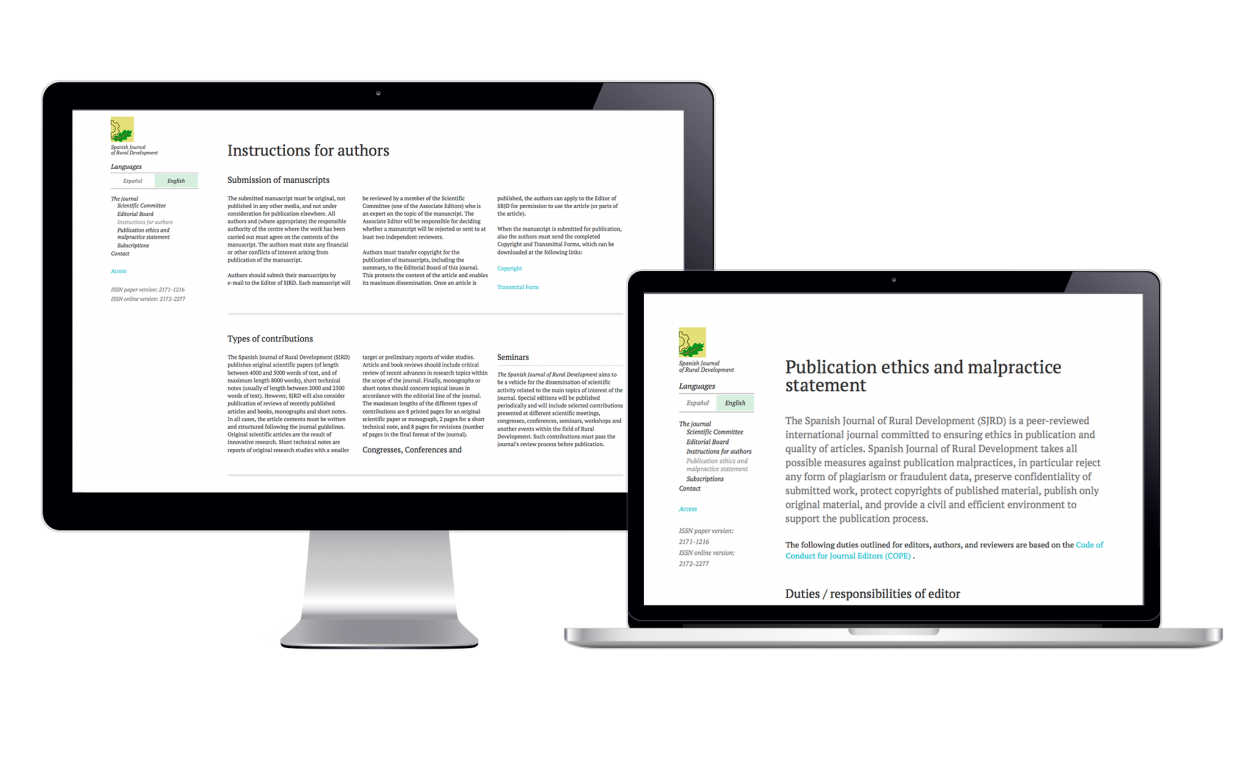 Spanish Journal
of Rural Development
Languages
Español English
The journal
Scientific Committee
Editorial Board
Instructions for authors
Publication ethics and
malpractice statement
Subscriptions
Contact
Access
ISSN paper version: 2171-1216
ISSN online version: 2172-2277
Instructions for authors
Submission of manuscripts
The submitted manuscript must be original, not
published in any other media, and not under
consideration for publication elsewhere. All
authors and (where appropriate) the responsible
authority of the centre where the work has been
carried out must agree on the contents of the
manuscript. The authors must state any financial
or other conflicts of interest arising from
publication of the manuscript.
Authors should submit their manuscripts by
e-mail to the Editor of SJRD. Each manuscript will
be reviewed by a member of the Scientific
Committee (one of the Associate Editors) who is
an expert on the topic of the manuscript. The
Associate Editor will be responsible for deciding
whether a manuscript will be rejected or sent to at
least two independent reviewers.
Authors must transfer copyright for the
publication of manuscripts, including the
summary, to the Editorial Board of this journal.
This protects the content of the article and enables
its maximum dissemination. Once an article is
published, the authors can apply to the Editor of
SRJD for permission to use the article (or parts of
the article).
When the manuscript is submitted for publication,
also the authors must send the completed
Copyright and Transmittal Forms, which can be
downloaded at the following links:
Copyright
Transmittal Form
Types of contributions
The Spanish Journal of Rural Development (SJRD)
publishes original scientific papers (of length
between 4000 and 5000 words of text, and of
maximum length 8000 words), short technical
notes (usually of length between 2000 and 2500
words of text). However, SJRD will also consider
publication of reviews of recently published
articles and books, monographs and short notes.
In all cases, the article contents must be written
and structured following the journal guidelines.
Original scientific articles are the result of
innovative research. Short technical notes are
reports of original research studies with a smaller
target or preliminary reports of wider studies.
Article and book reviews should include critical
review of recent advances in research topics within
the scope of the journal. Finally, monographs or
short notes should concern topical issues in
accordance with the editorial line of the journal.
The maximum lengths of the different types of
contributions are 8 printed pages for an original
scientific paper or monograph, 2 pages for a short
technical note, and 8 pages for revisions (number
of pages in the final format of the journal).
Congresses, Conferences and
Seminars
The Spanish Journal of Rural Development aims to
be a vehicle for the dissemination of scientific
activity related to the main topics of interest of the
journal. Special editions will be published
periodically and will include selected contributions
presented at different scientific meetings,
congresses, conferences, seminars, workshops and
another events within the field of Rural
Development. Such contributions must pass the
journal's review process before publication.
Spanish Journal
of Rural Development
Languages
Español English
The journal
Scientific Committee
Editorial Board
Instructions for authors
Publication ethics and
malpractice statement
Subscriptions
Contact
Access
ISSN paper version:
2171-1216
ISSN online version:
2172-2277
Publication ethics and malpractice
statement
The Spanish Journal of Rural Development (SJRD) is a peer-reviewed
international journal committed to ensuring ethics in publication and
quality of articles. Spanish Journal of Rural Development takes all
possible measures against publication malpractices, in particular reject
any form of plagiarism or fraudulent data, preserve confidentiality of
submitted work, protect copyrights of published material, publish only
original material, and provide a civil and efficient environment to
support the publication process.
The following duties outlined for editors, authors, and reviewers are based on the Code of
Conduct for Journal Editors (COPE) .
Duties / responsibilities of editor